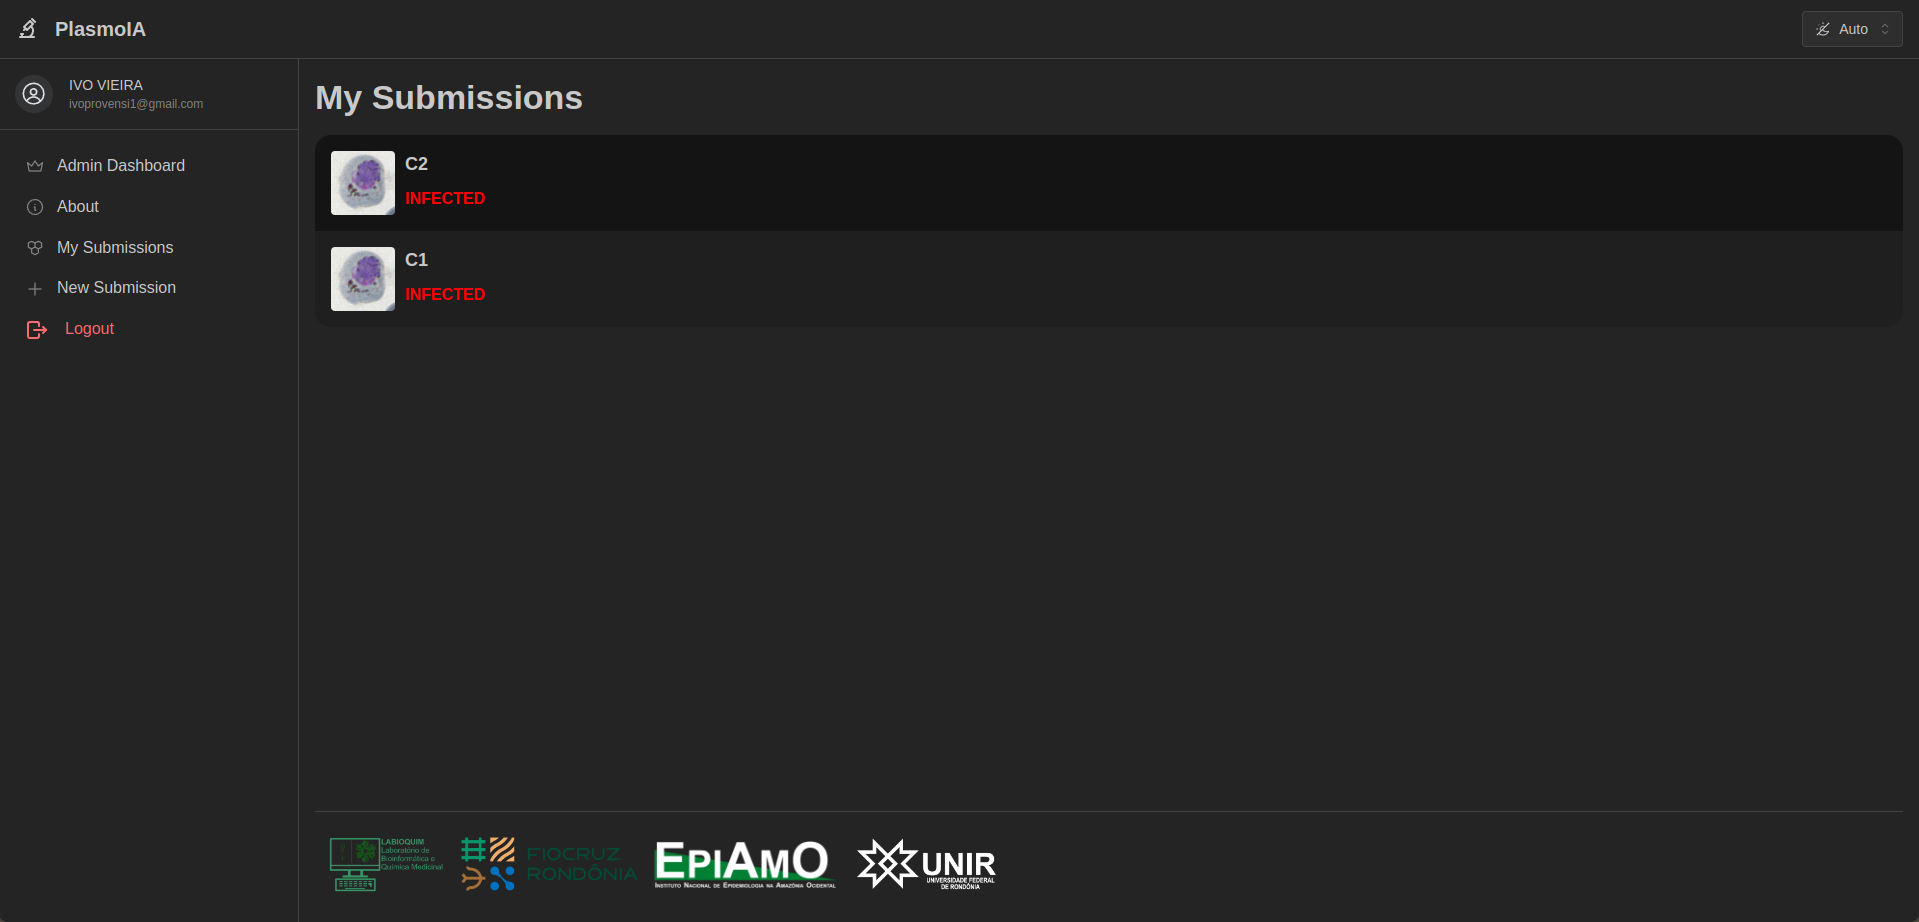 PlasmoIA
Auto
IVO VIEIRA
ivoprovensi1@gmail.com
Admin Dashboard
About
My Submissions
New Submission
Logout
My Submissions
C2
INFECTED
C1
INFECTED
LABIOQUIM
Laboratório de
Bioinformática e
Química Medicinal
FIOCRUZ
RONDÔNIA
EPIAMO
INSTITUTO NACIONAL DE EPIDEMIOLOGIA NA AMAZÔNIA OCIDENTAL
UNIR
UNIVERSIDADE FEDERAL
DE RONDÔNIA